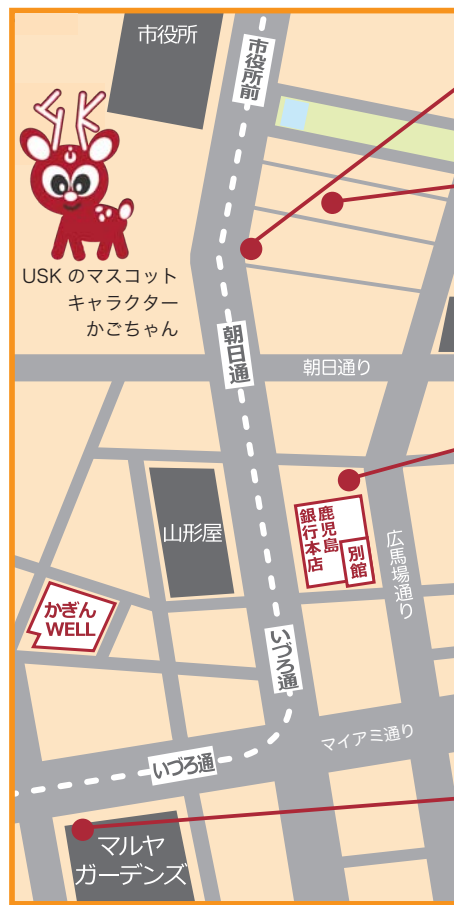 市役所
市役所前
USK のマスコット
キャラクター
かごちゃん
朝日通
朝日通り
山形屋
鹿児島
銀行本店
別館
広馬場通り
かぎん
WELL
いづろ通
マイアミ通り
いづろ通
マルヤ
ガーデンズ